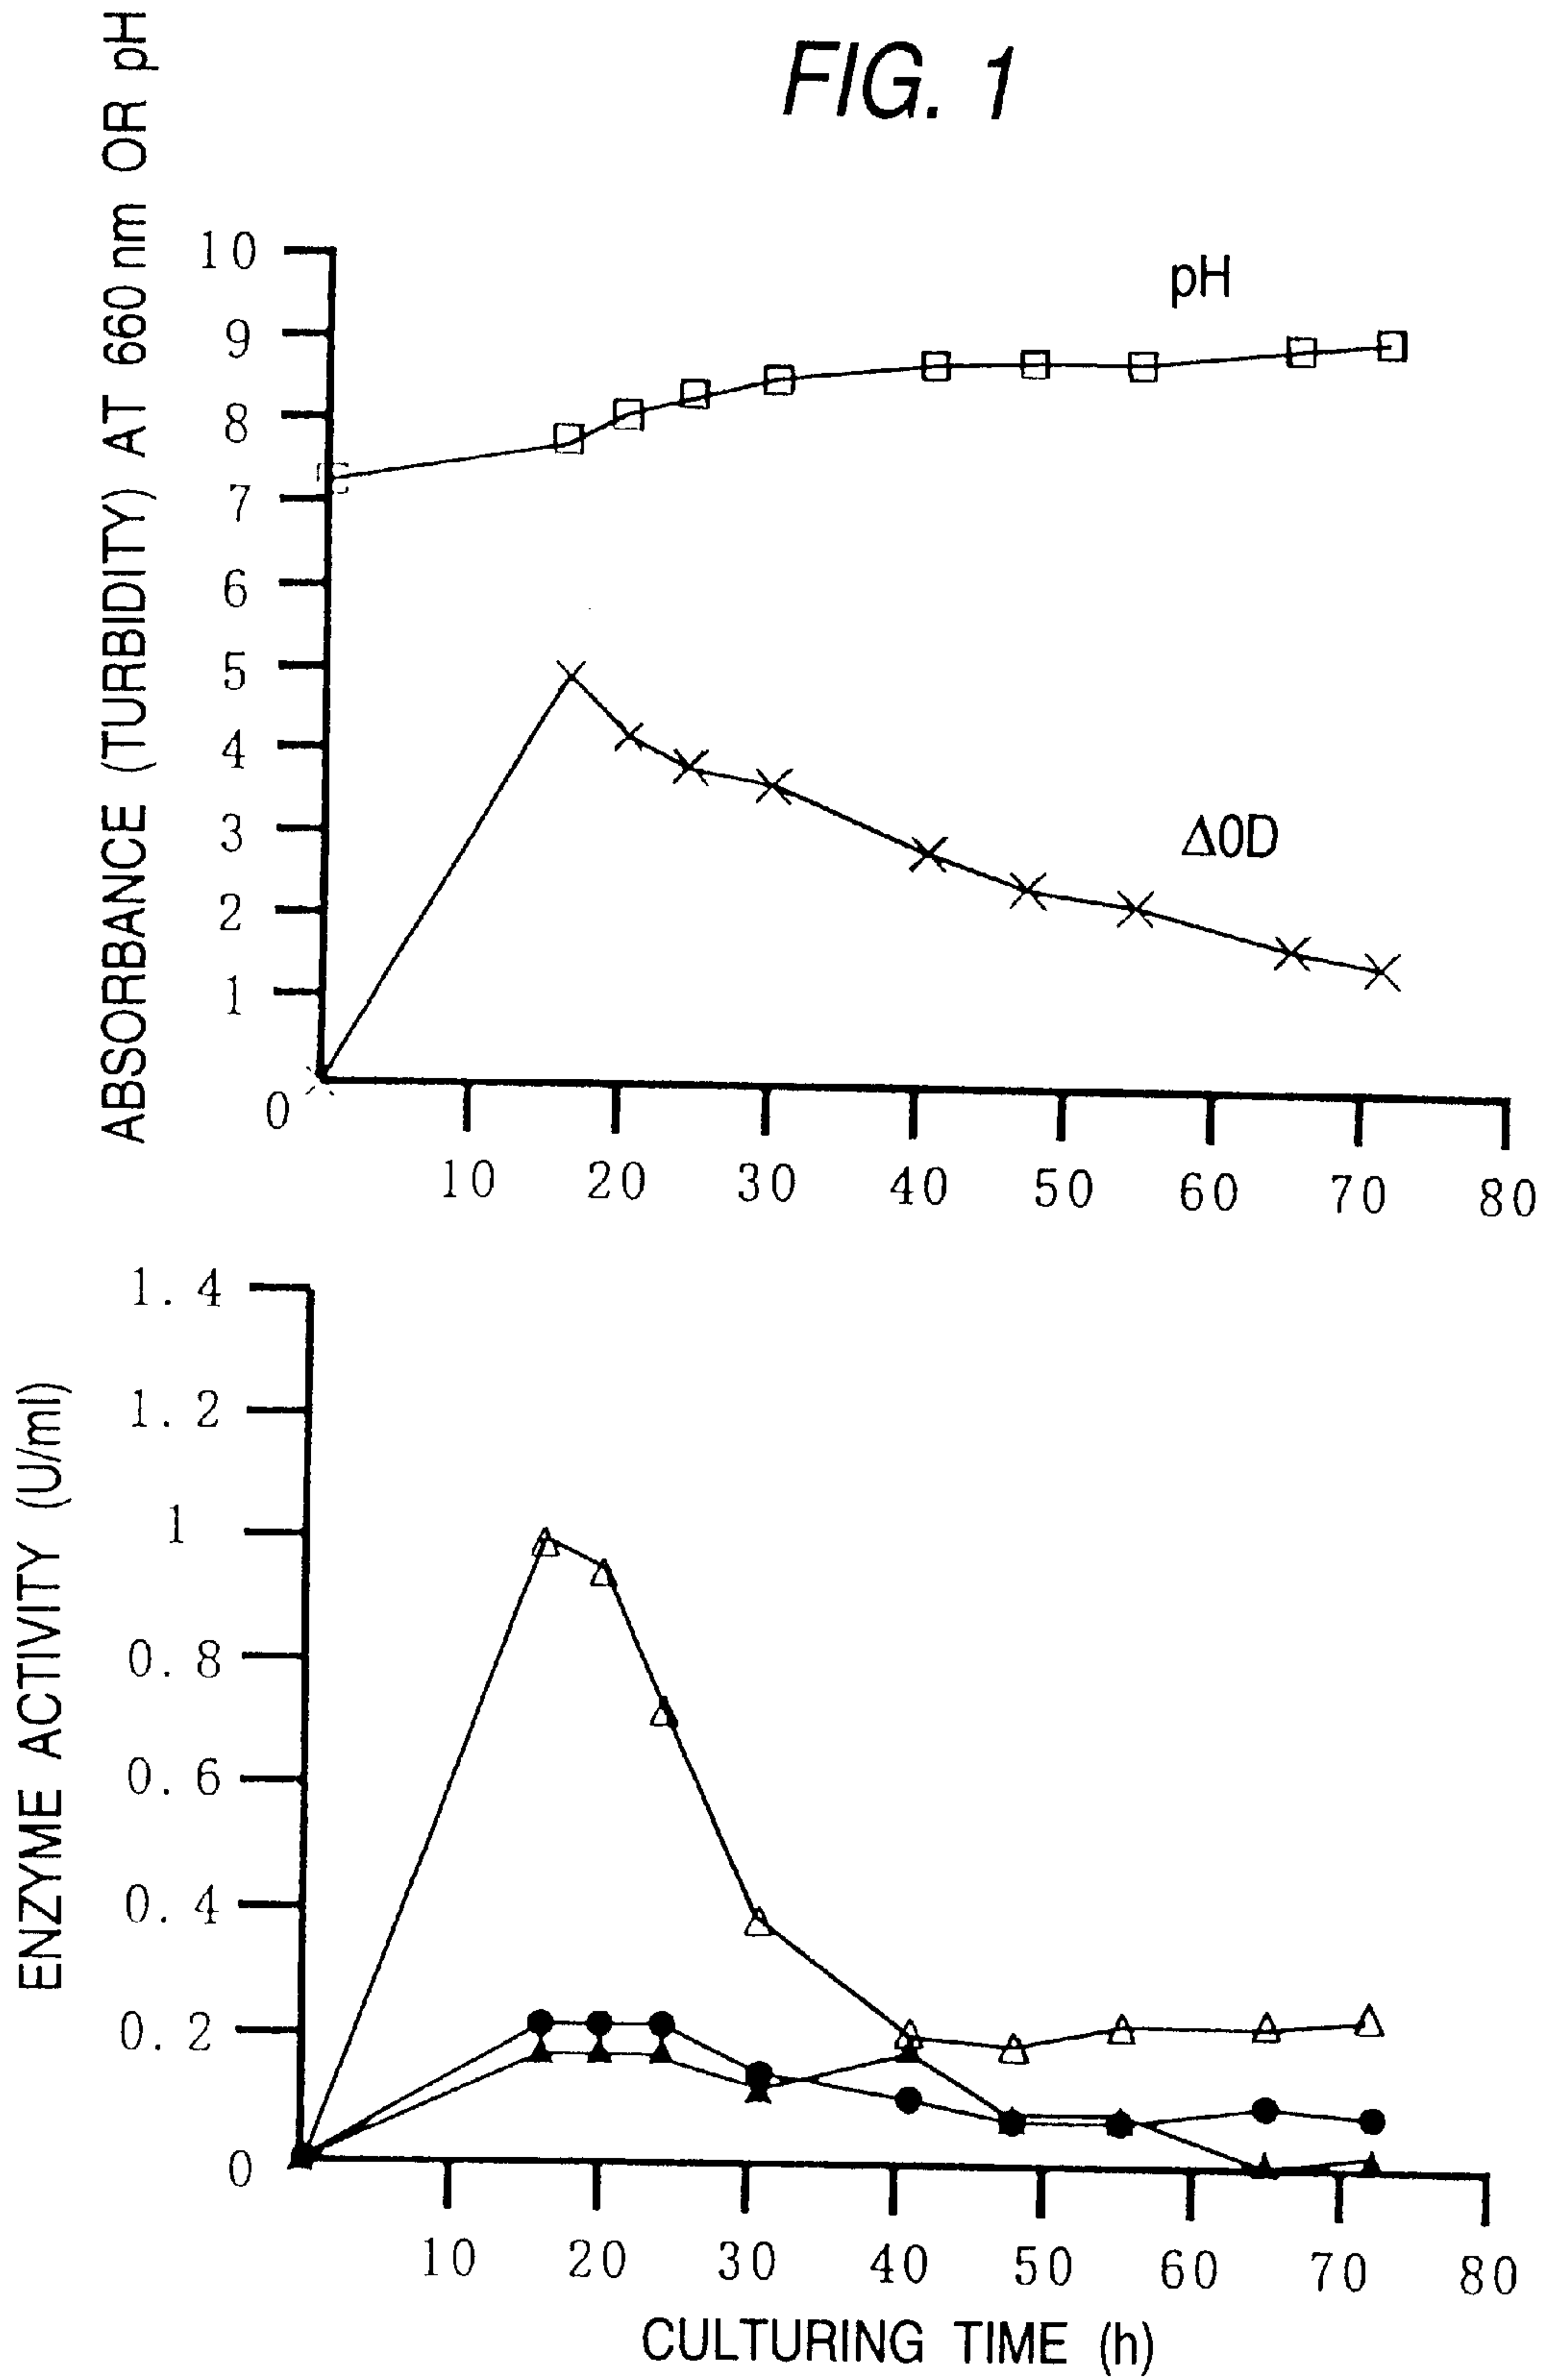 FIG. 1
ABSORBANCE (TURBIDITY) AT 660 nm OR pH
10
9
8
7
6
5
4
3
2
1
0
pH
Δ0D
10 20 30 40 50 60 70 80
ENZYME ACTIVITY (U/ml)
1.4
1.2
1
0.8
0.6
0.4
0.2
0
10 20 30 40 50 60 70 80
CULTURING TIME (h)